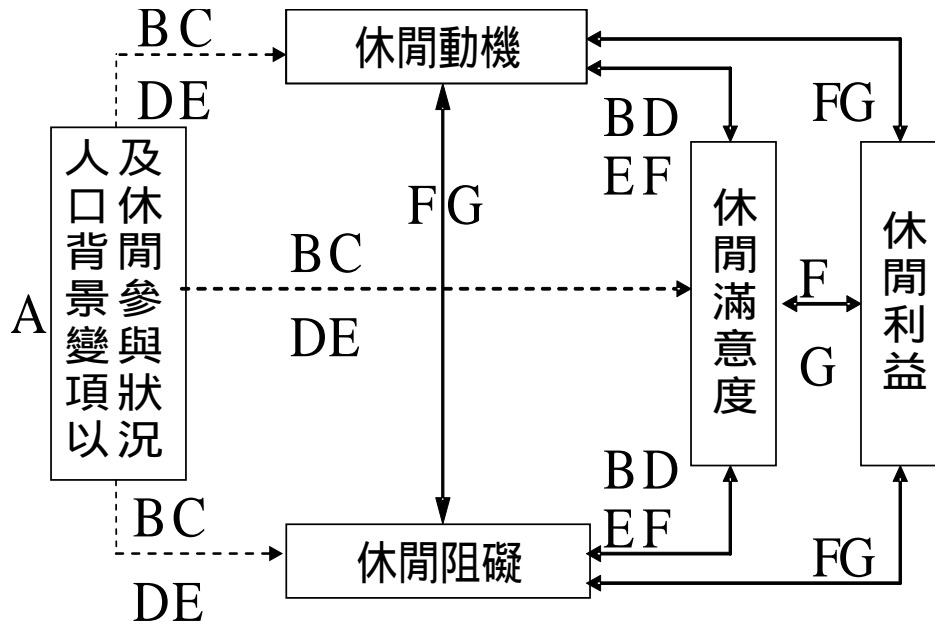 BC
DE
休閒動機
FG
BD
EF
FG
A
人口背景變項以
及休閒參與狀況
BC
DE
休閒滿意度
F
G
休閒利益
BC
DE
休閒阻礙
BD
EF
FG